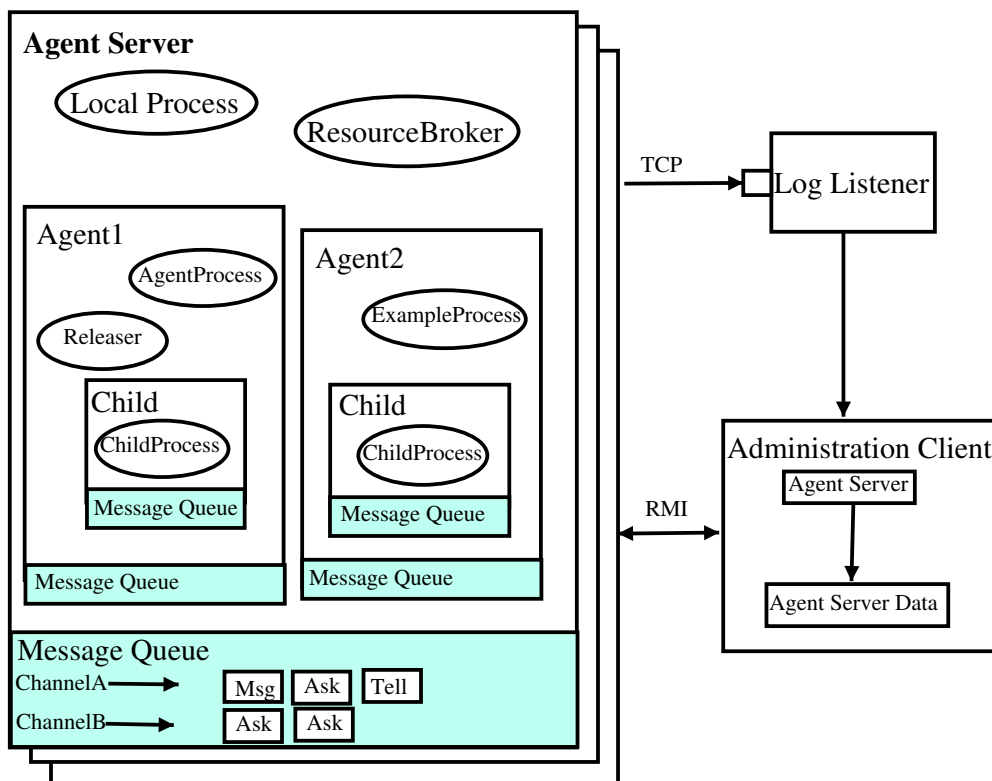 Agent Server
Local Process
ResourceBroker
TCP
Log Listener
Agent1
AgentProcess
Releaser
Child
ChildProcess
Message Queue
Message Queue
Agent2
ExampleProcess
Child
ChildProcess
Message Queue
Message Queue
RMI
Administration Client
Agent Server
Agent Server Data
Message Queue
ChannelA Msg Ask Tell
ChannelB Ask Ask